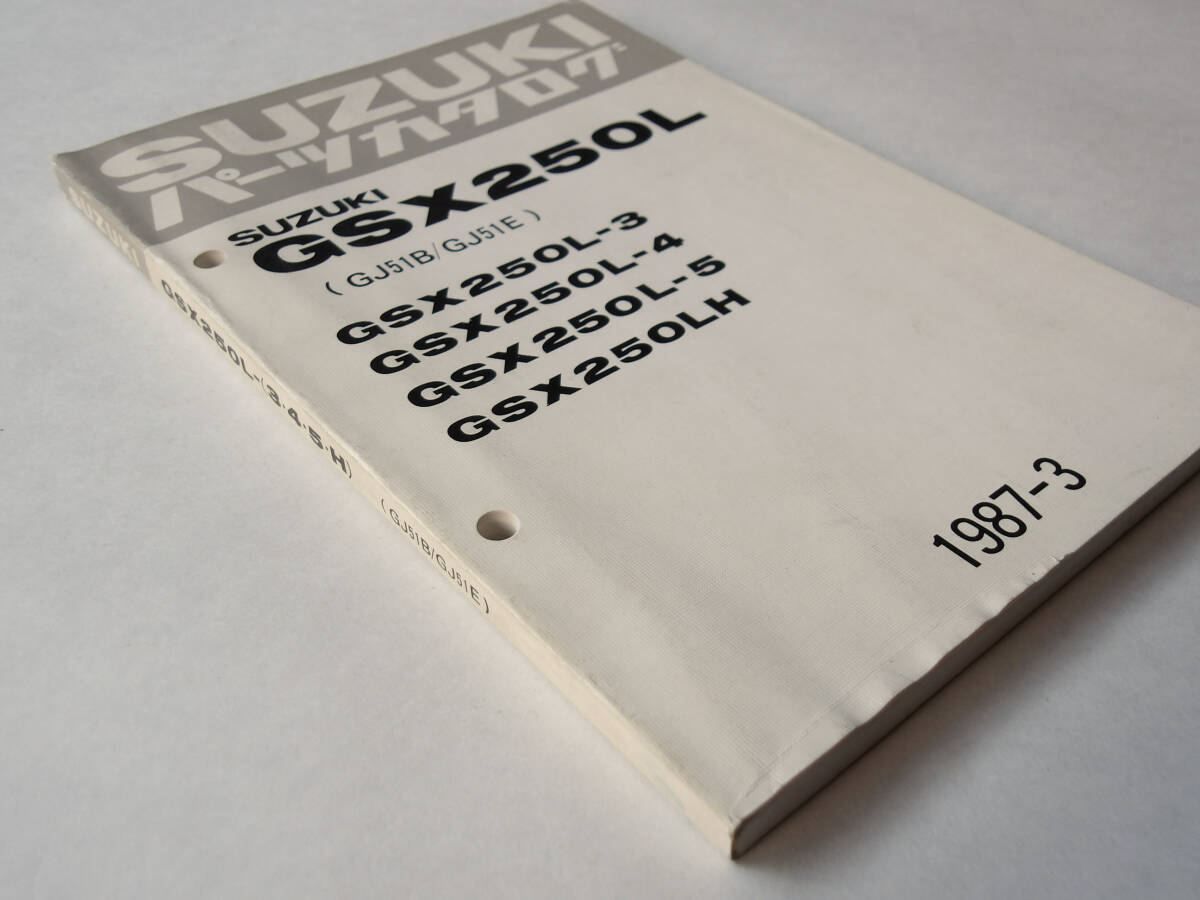 SUZUKI
パーツカタログ
SUZUKI
GSX250L
(GJ51B/GJ51E)
GSX250L-3
GSX250L-4
GSX250L-5
GSX250LH
1987-3
SUZUKI GSX250L-(3・4・5・H) (GJ51B/GJ51E)